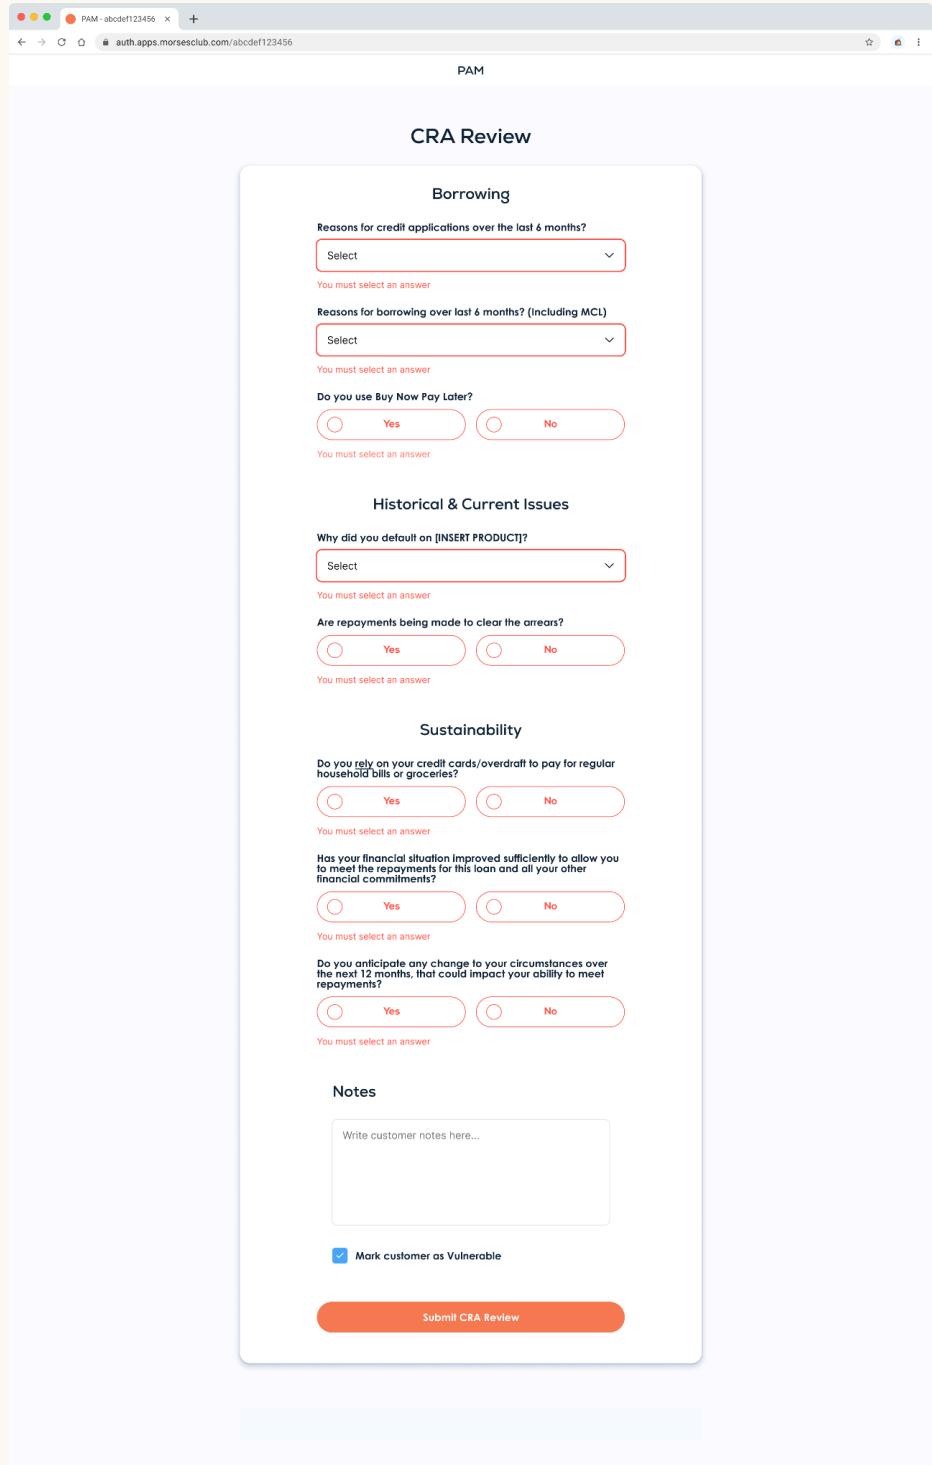 PAM - abcdef123456
auth.apps.morsesclub.com/abcdef123456
PAM
CRA Review
Borrowing
Reasons for credit applications over the last 6 months?
Select
You must select an answer
Reasons for borrowing over last 6 months? (Including MCL)
Select
You must select an answer
Do you use Buy Now Pay Later?
Yes No
You must select an answer
Historical & Current Issues
Why did you default on [INSERT PRODUCT]?
Select
You must select an answer
Are repayments being made to clear the arrears?
Yes No
You must select an answer
Sustainability
Do you rely on your credit cards/overdraft to pay for regular
household bills or groceries?
Yes No
You must select an answer
Has your financial situation improved sufficiently to allow you
to meet the repayments for this loan and all your other
financial commitments?
Yes No
You must select an answer
Do you anticipate any change to your circumstances over
the next 12 months, that could impact your ability to meet
repayments?
Yes No
You must select an answer
Notes
Write customer notes here...
Mark customer as Vulnerable
Submit CRA Review